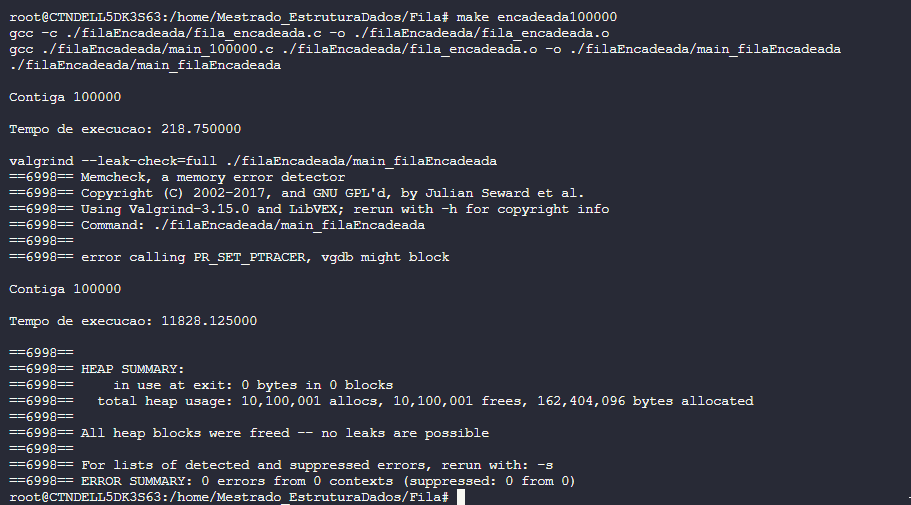 root@CTNDELL5DK3S63:/home/Mestrado_EstruturaDados/Fila# make encadeada100000
gcc -c ./filaEncadeada/fila_encadeada.c -o ./filaEncadeada/fila_encadeada.o
gcc ./filaEncadeada/main_100000.c ./filaEncadeada/fila_encadeada.o -o ./filaEncadeada/main_filaEncadeada
./filaEncadeada/main_filaEncadeada
Contiga 100000
Tempo de execucao: 218.750000
valgrind --leak-check=full ./filaEncadeada/main_filaEncadeada
==6998== Memcheck, a memory error detector
==6998== Copyright (C) 2002-2017, and GNU GPL'd, by Julian Seward et al.
==6998== Using Valgrind-3.15.0 and LibVEX; rerun with -h for copyright info
==6998== Command: ./filaEncadeada/main_filaEncadeada
==6998==
==6998== error calling PR_SET_PTRACER, vgdb might block
Contiga 100000
Tempo de execucao: 11828.125000
==6998==
==6998== HEAP SUMMARY:
==6998==     in use at exit: 0 bytes in 0 blocks
==6998==   total heap usage: 10,100,001 allocs, 10,100,001 frees, 162,404,096 bytes allocated
==6998==
==6998== All heap blocks were freed -- no leaks are possible
==6998==
==6998== For lists of detected and suppressed errors, rerun with: -s
==6998== ERROR SUMMARY: 0 errors from 0 contexts (suppressed: 0 from 0)
root@CTNDELL5DK3S63:/home/Mestrado_EstruturaDados/Fila#